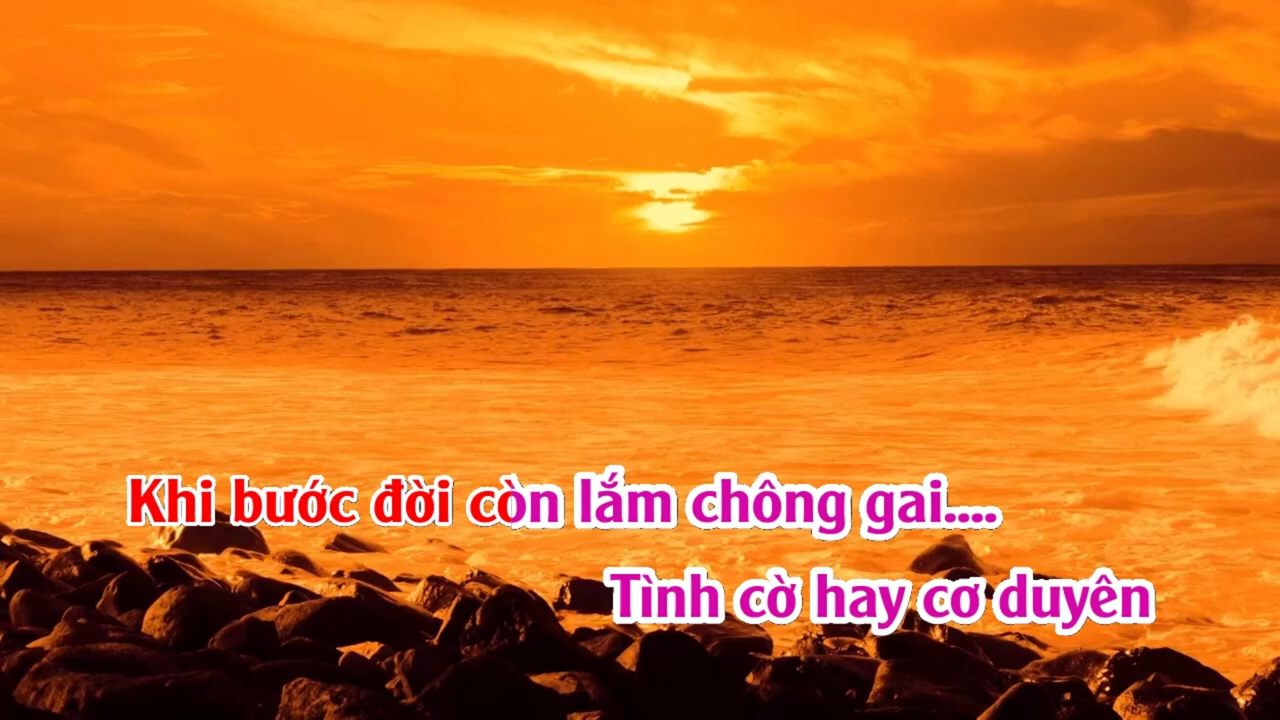 Khi bước đời còn lắm chông gai....
Tình cờ hay cơ duyên